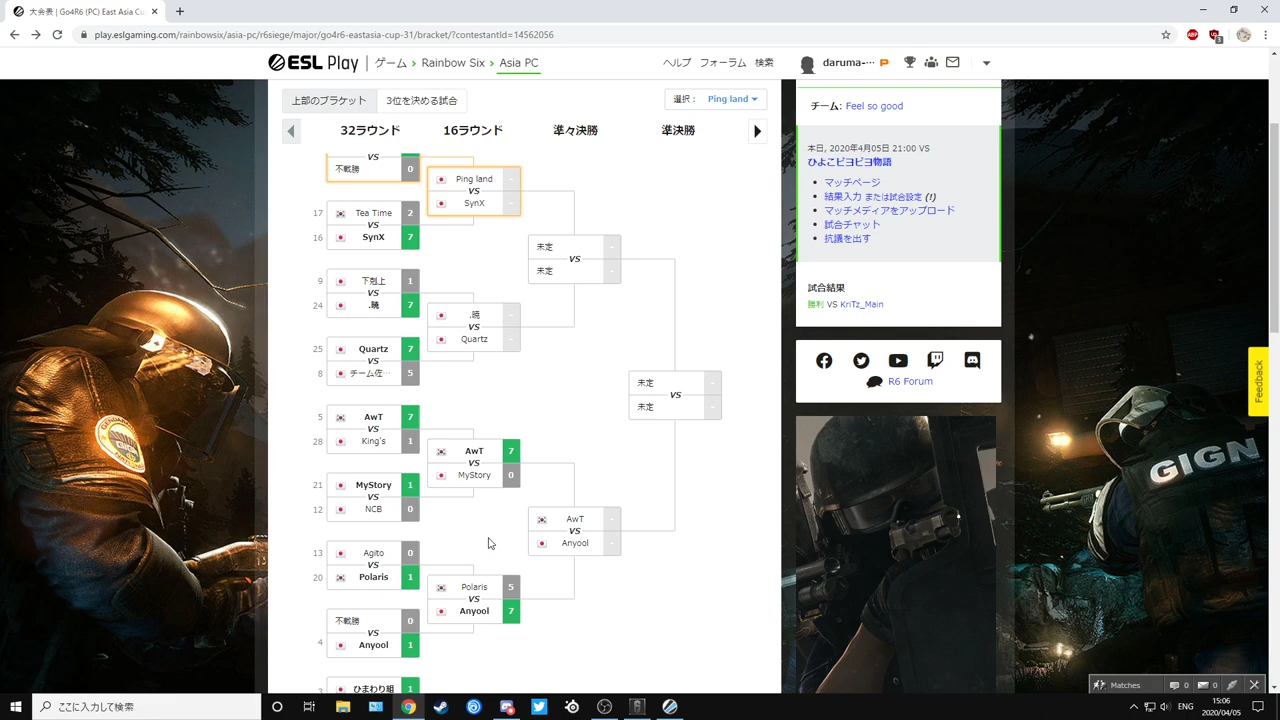 大会表 | Go4R6 (PC) East Asia Cu
play.eslgaming.com/rainbowsix/asia-pc/r6siege/major/go4r6-eastasia-cup-31/bracket/?contestantId=14562056
ABP
3
ESL Play
ゲーム > Rainbow Six > Asia PC
ヘルプ フォーラム 検索
daruma-··· P
上部のブラケット
3位を決める試合
選択： Ping land
32ラウンド 16ラウンド 準々決勝 準決勝
VS
不戦勝 0
17 Tea Time 2
VS
16 SynX 7
9 下剋上 1
VS
24 .暁 7
25 Quartz 7
VS
8 チーム佐··· 5
5 AwT 7
VS
28 King's 1
21 MyStory 1
VS
12 NCB 0
13 Agito 0
VS
20 Polaris 1
不戦勝 0
VS
4 Anyool 1
3 ひまわり組 1
Ping land -
VS
SynX -
.暁 -
VS
Quartz -
AwT 7
VS
MyStory 0
Polaris 5
VS
Anyool 7
未定 -
VS
未定 -
AwT -
VS
Anyool -
未定 -
VS
未定 -
チーム: Feel so good
本日, 2020年4月05日 21:00 VS
ひよこピヨピヨ物語
マッチページ
結果入力 または試合設定 (!)
マッチメディアをアップロード
試合チャット
抗議を出す
試合結果
勝利 VS KriTz_Main
R6 Forum
Feedback
GIGN
Matches 0 0
ここに入力して検索
15:06
2020/04/05